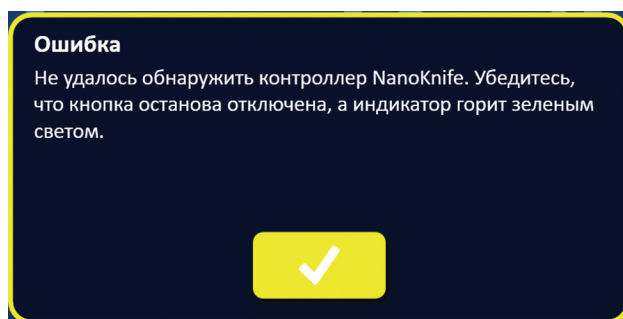 Ошибка
Не удалось обнаружить контроллер NanoKnife. Убедитесь,
что кнопка останова отключена, а индикатор горит зеленым
светом.